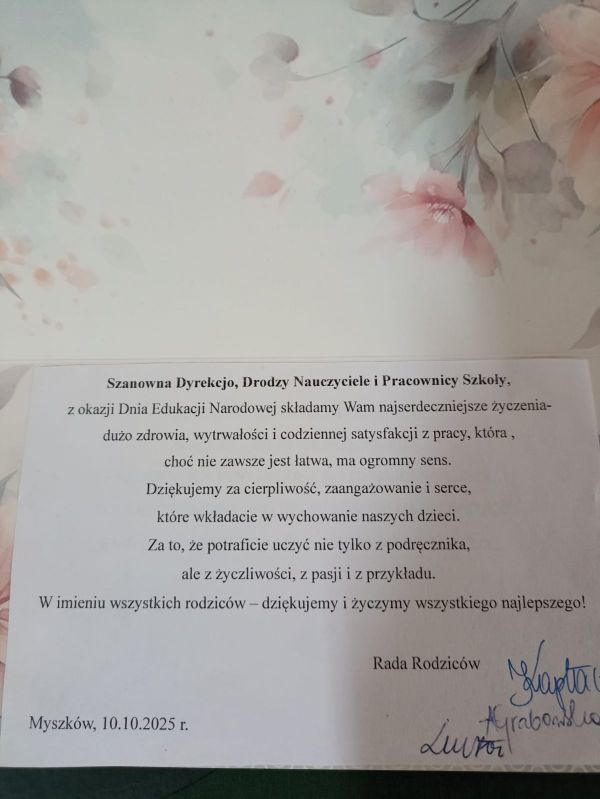 Szanowna Dyrekcjo, Drodzy Nauczyciele i Pracownicy Szkoły,
z okazji Dnia Edukacji Narodowej składamy Wam najserdeczniejsze życzenia-
dużo zdrowia, wytrwałości i codziennej satysfakcji z pracy, która ,
choć nie zawsze jest łatwa, ma ogromny sens.
Dziękujemy za cierpliwość, zaangażowanie i serce,
które wkładacie w wychowanie naszych dzieci.
Za to, że potraficie uczyć nie tylko z podręcznika,
ale z życzliwości, z pasji i z przykładu.
W imieniu wszystkich rodziców – dziękujemy i życzymy wszystkiego najlepszego!
Rada Rodziców
AGrabowska
Myszków, 10.10.2025 r.